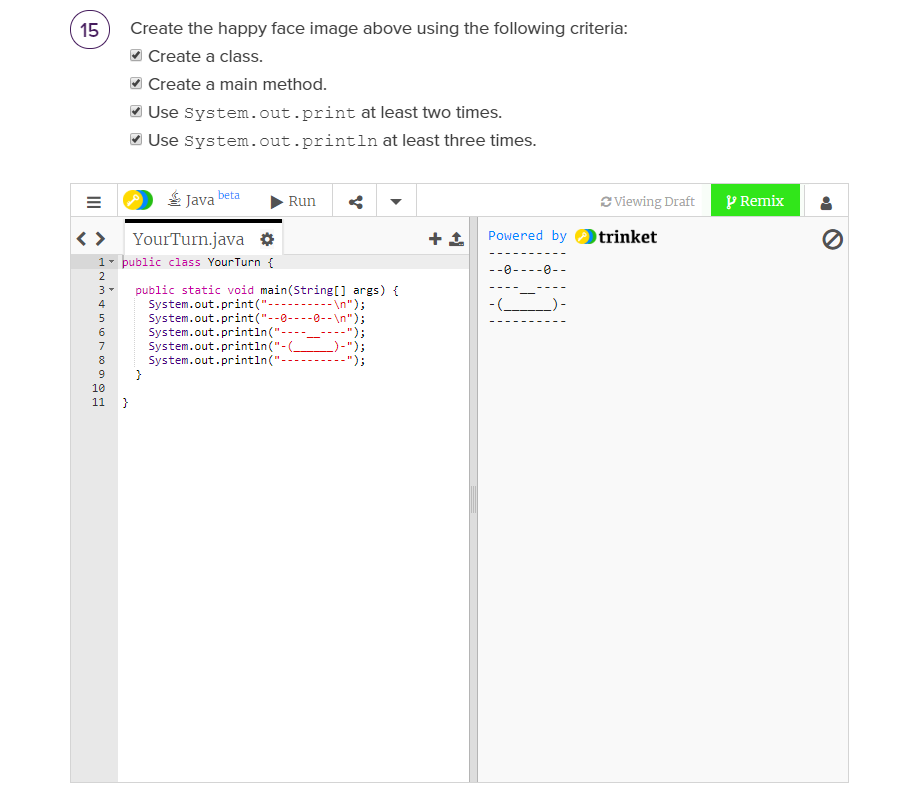 15
Create the happy face image above using the following criteria:
Create a class.
Create a main method.
Use System.out.print at least two times.
Use System.out.println at least three times.
Java beta
Run
Viewing Draft
Remix
YourTurn.java
Powered by trinket
1 public class YourTurn {
2
3 public static void main(String[] args) {
4 System.out.print("----------\n");
5 System.out.print("--0----0--\n");
6 System.out.println("----__----");
7 System.out.println("-(______)-");
8 System.out.println("----------");
9 }
10
11 }
----------
--0----0--
----__----
-(______)-
----------